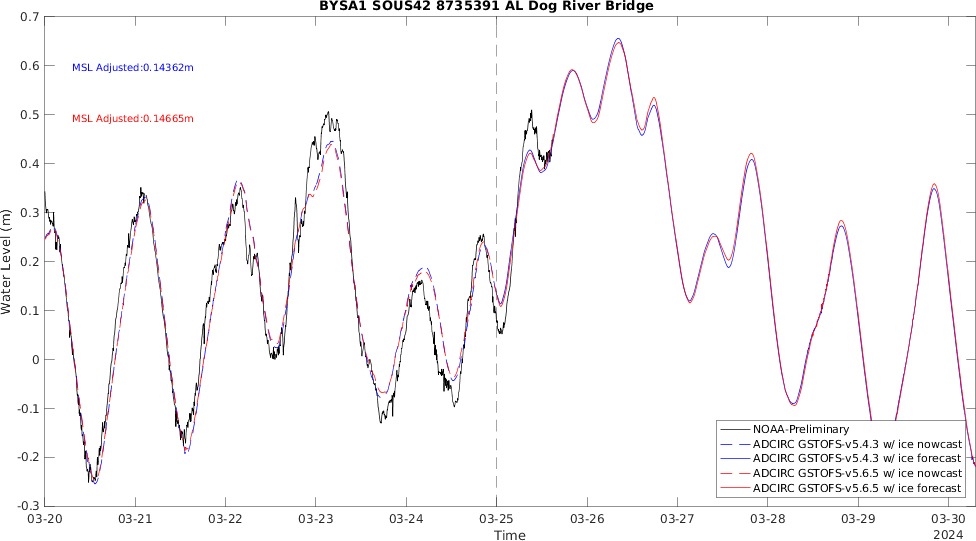 BYSA1 SOUS42 8735391 AL Dog River Bridge
MSL Adjusted:0.14362m
MSL Adjusted:0.14665m
Water Level (m)
0.7
0.6
0.5
0.4
0.3
0.2
0.1
0
-0.1
-0.2
-0.3
NOAA-Preliminary
ADCIRC GSTOFS-v5.4.3 w/ ice nowcast
ADCIRC GSTOFS-v5.4.3 w/ ice forecast
ADCIRC GSTOFS-v5.6.5 w/ ice nowcast
ADCIRC GSTOFS-v5.6.5 w/ ice forecast
03-20 03-21 03-22 03-23 03-24 03-25 03-26 03-27 03-28 03-29 03-30
2024
Time